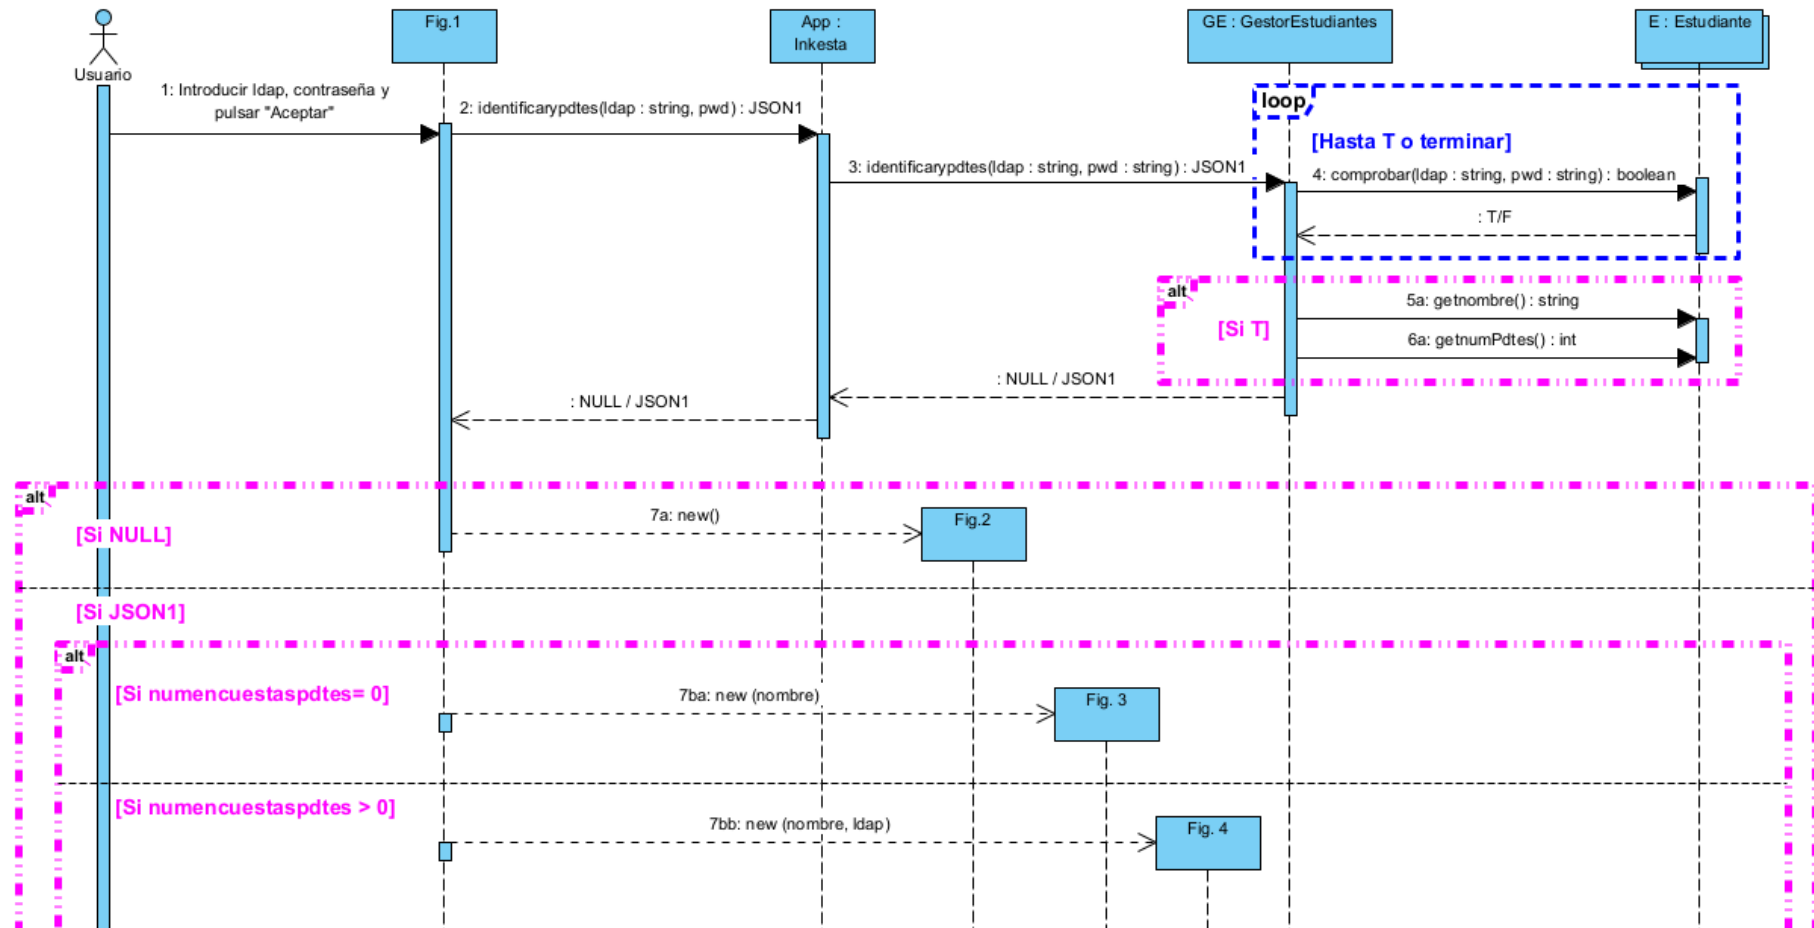 Usuario
Fig.1
App :
Inkesta
GE : GestorEstudiantes
E : Estudiante
1: Introducir ldap, contraseña y
pulsar "Aceptar"
2: identificarypdtes(ldap : string, pwd) : JSON1
loop
[Hasta T o terminar]
3: identificarypdtes(ldap : string, pwd : string) : JSON1
4: comprobar(ldap : string, pwd : string) : boolean
: T/F
alt
[Si T]
5a: getnombre() : string
6a: getnumPdtes() : int
: NULL / JSON1
: NULL / JSON1
alt
[Si NULL]
7a: new()
Fig.2
[Si JSON1]
alt
[Si numencuestaspdtes= 0]
7ba: new (nombre)
Fig. 3
[Si numencuestaspdtes > 0]
7bb: new (nombre, ldap)
Fig. 4